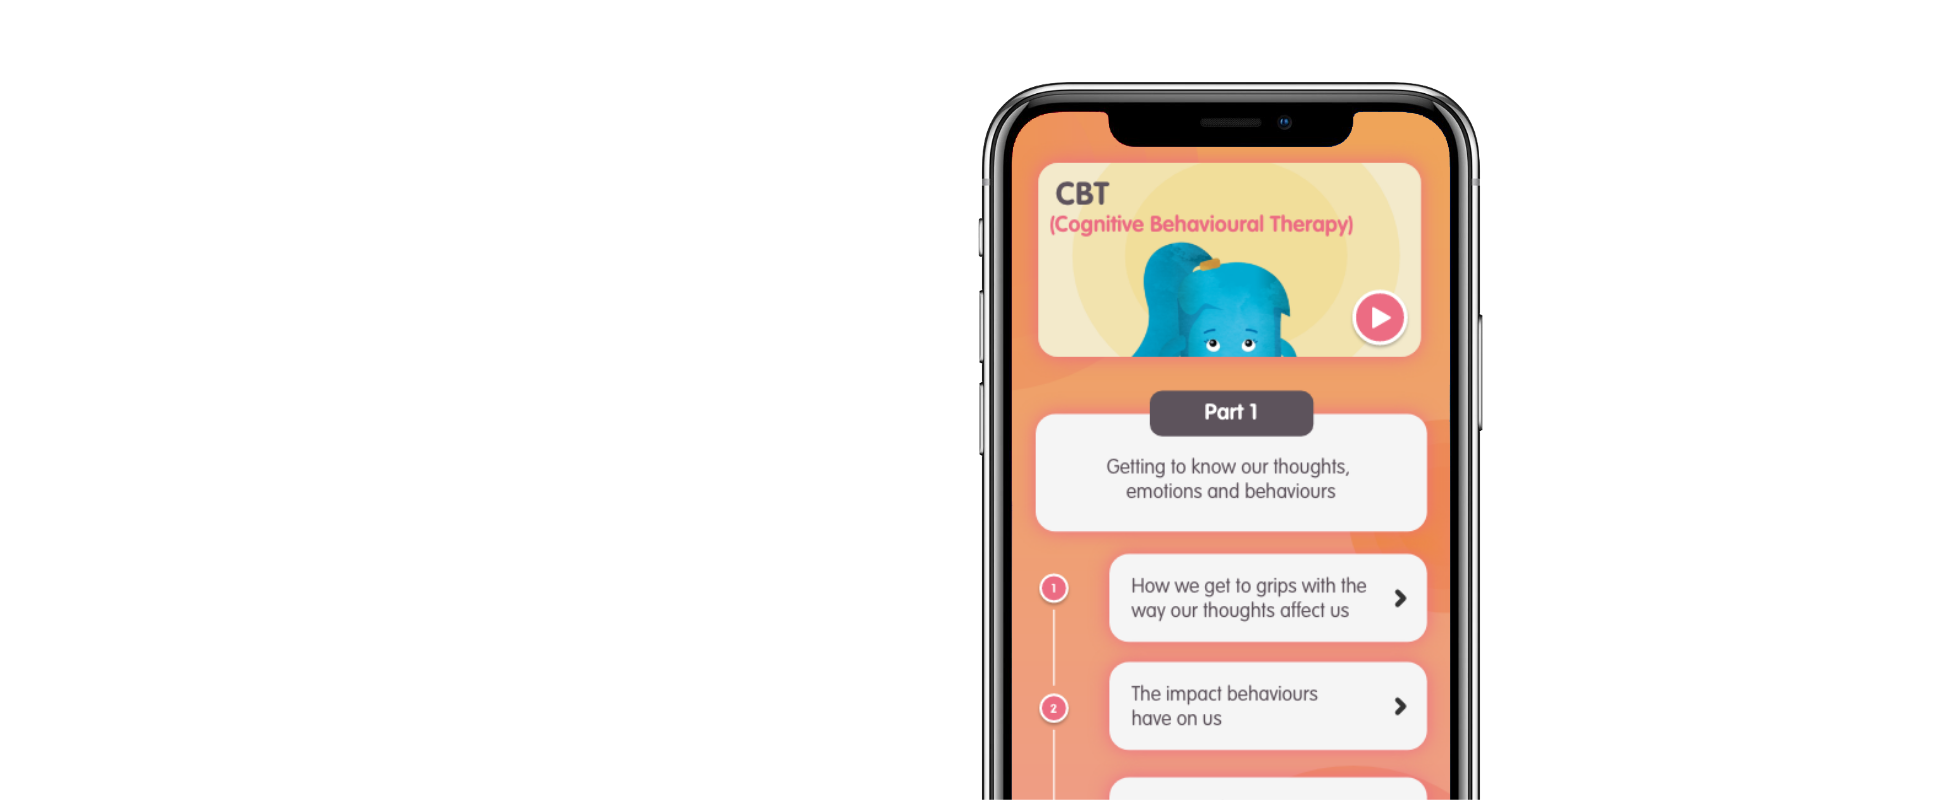 CBT
(Cognitive Behavioural Therapy)
Part 1
Getting to know our thoughts,
emotions and behaviours
1
How we get to grips with the
way our thoughts affect us
2
The impact behaviours
have on us